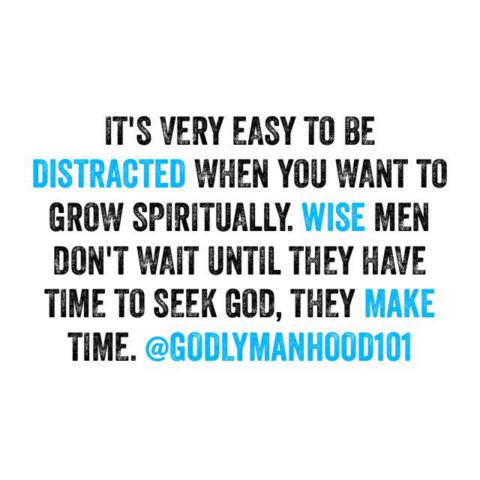 IT'S VERY EASY TO BE
DISTRACTED WHEN YOU WANT TO
GROW SPIRITUALLY. WISE MEN
DON'T WAIT UNTIL THEY HAVE
TIME TO SEEK GOD, THEY MAKE
TIME. @GODLYMANHOOD101